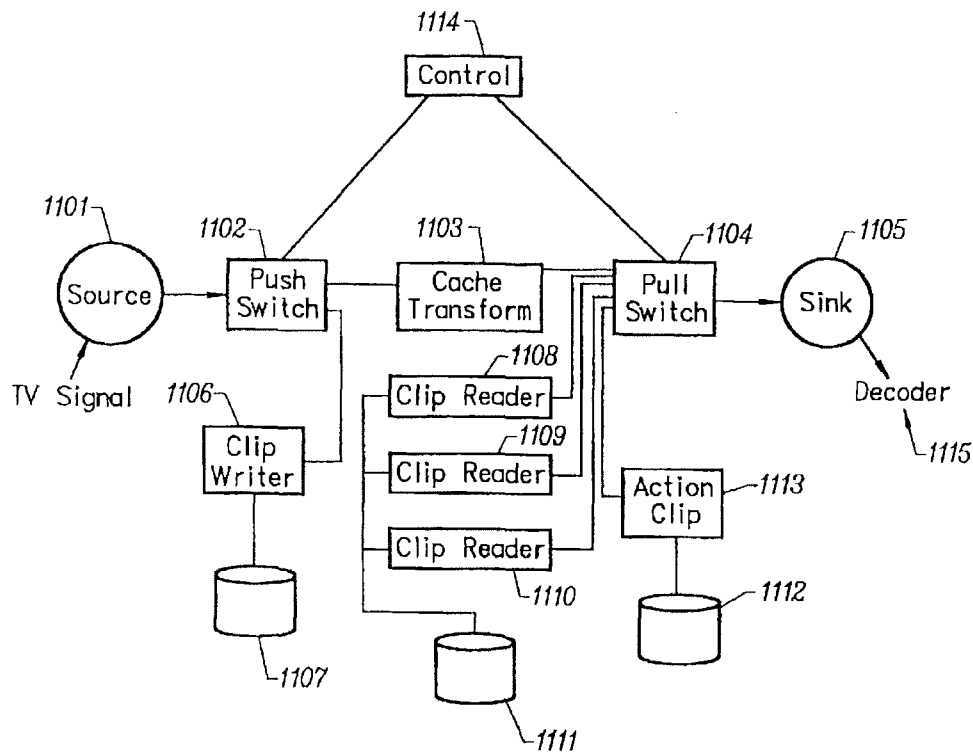 1114
Control
1101
1102
1103
1104
1105
Source
Push
Switch
Cache
Transform
Pull
Switch
Sink
TV Signal
1106
1108
Clip Reader
Decoder
Clip
Writer
1109
Clip Reader
1115
Action
Clip
1113
Clip Reader
1110
1112
1107
1111